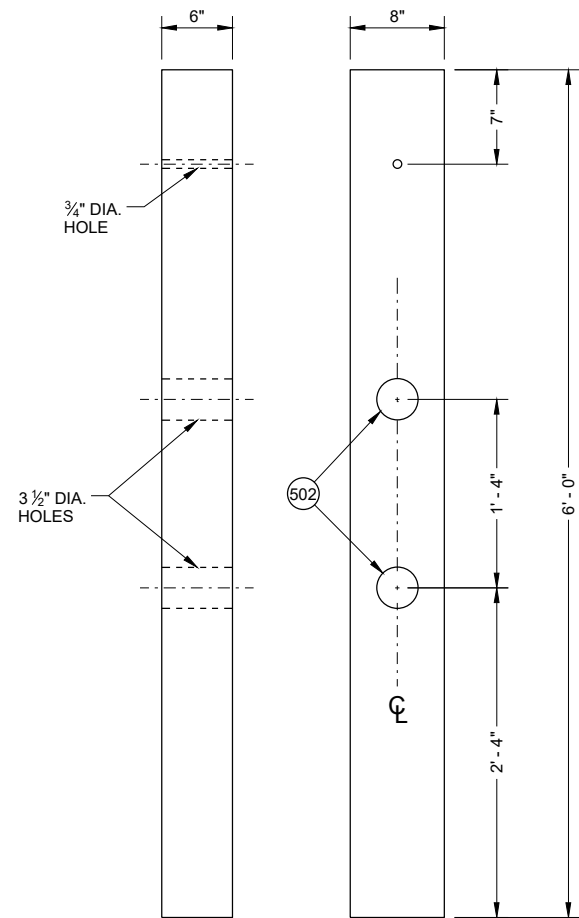 6"
8"
7"
¾" DIA.
HOLE
3 ½" DIA.
HOLES
502
1' - 4"
6' - 0"
℄
2' - 4"